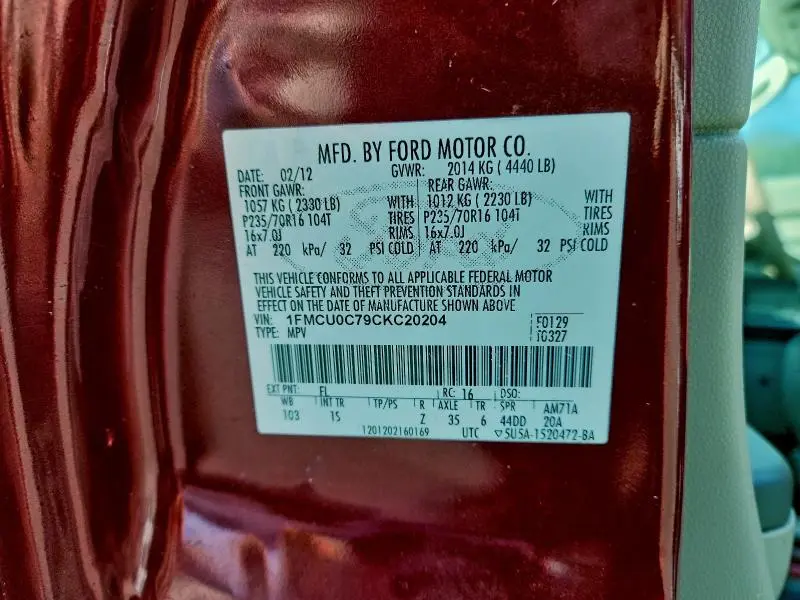 MFD. BY FORD MOTOR CO.
DATE: 02/12 GVWR: 2014 KG ( 4440 LB)
FRONT GAWR: REAR GAWR:
1057 KG ( 2330 LB) WITH 1012 KG ( 2230 LB) WITH
P235/70R16 104T TIRES P235/70R16 104T TIRES
16x7.0J RIMS 16x7.0J RIMS
AT 220 kPa/ 32 PSI COLD AT 220 kPa/ 32 PSI COLD
THIS VEHICLE CONFORMS TO ALL APPLICABLE FEDERAL MOTOR
VEHICLE SAFETY AND THEFT PREVENTION STANDARDS IN
EFFECT ON THE DATE OF MANUFACTURE SHOWN ABOVE
VIN: 1FMCU0C79CKC20204 F0129
TYPE: MPV T0327
EXT PNT: FL RC: 16 DSO:
WB INT TR TP/PS R AXLE TR SPR AM71A
103 15 Z 35 6 44DD 20A
1201202160169 UTC ▽5U5A-1520472-BA